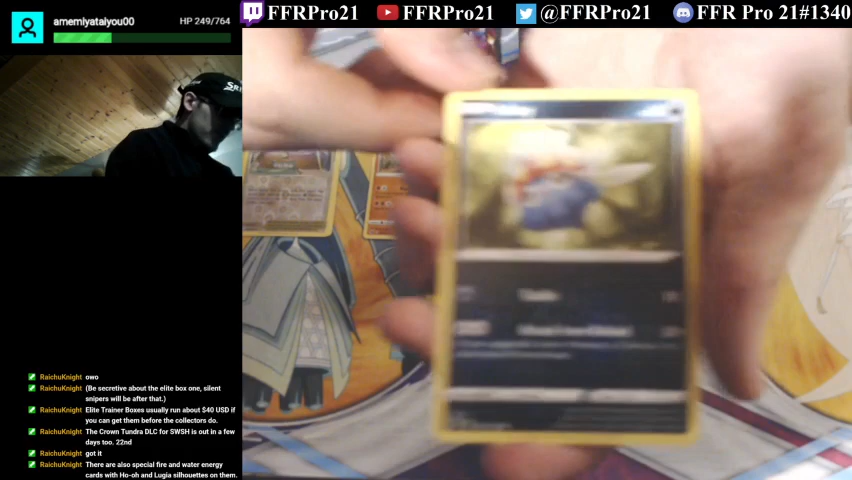 amemiyataiyou00
HP 249/764
FFRPro21
FFRPro21
@FFRPro21
FFR Pro 21#1340
RaichuKnight owo
RaichuKnight (Be secretive about the elite box one, silent
snipers will be after that.)
RaichuKnight Elite Trainer Boxes usually run about $40 USD if
you can get them before the collectors do.
RaichuKnight The Crown Tundra DLC for SWSH is out in a few
days too. 22nd
RaichuKnight got it
RaichuKnight There are also special fire and water energy
cards with Ho-oh and Lugia silhouettes on them.